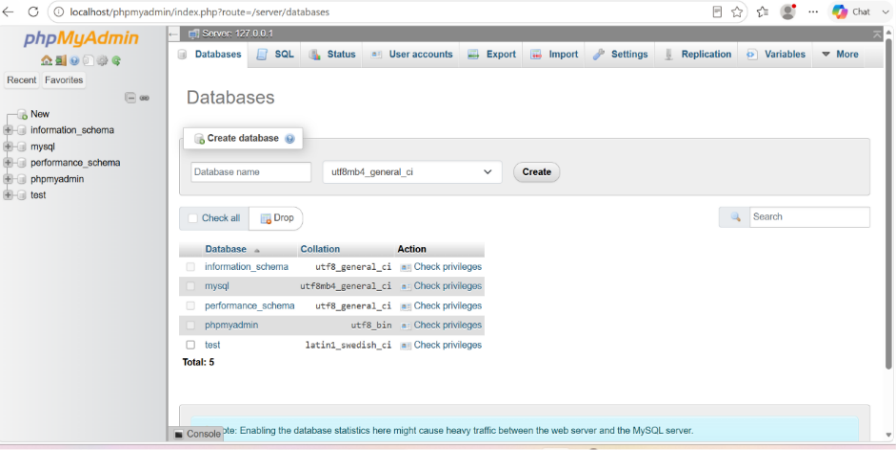 localhost/phpmyadmin/index.php?route=/server/databases
Chat
phpMyAdmin
Recent Favorites
New
information_schema
mysql
performance_schema
phpmyadmin
test
Server: 127.0.0.1
Databases SQL Status User accounts Export Import Settings Replication Variables More
Databases
Create database
Database name utf8mb4_general_ci Create
Check all Drop Search
Database Collation Action
information_schema utf8_general_ci Check privileges
mysql utf8mb4_general_ci Check privileges
performance_schema utf8_general_ci Check privileges
phpmyadmin utf8_bin Check privileges
test latin1_swedish_ci Check privileges
Total: 5
Console
Enabling the database statistics here might cause heavy traffic between the web server and the MySQL server.